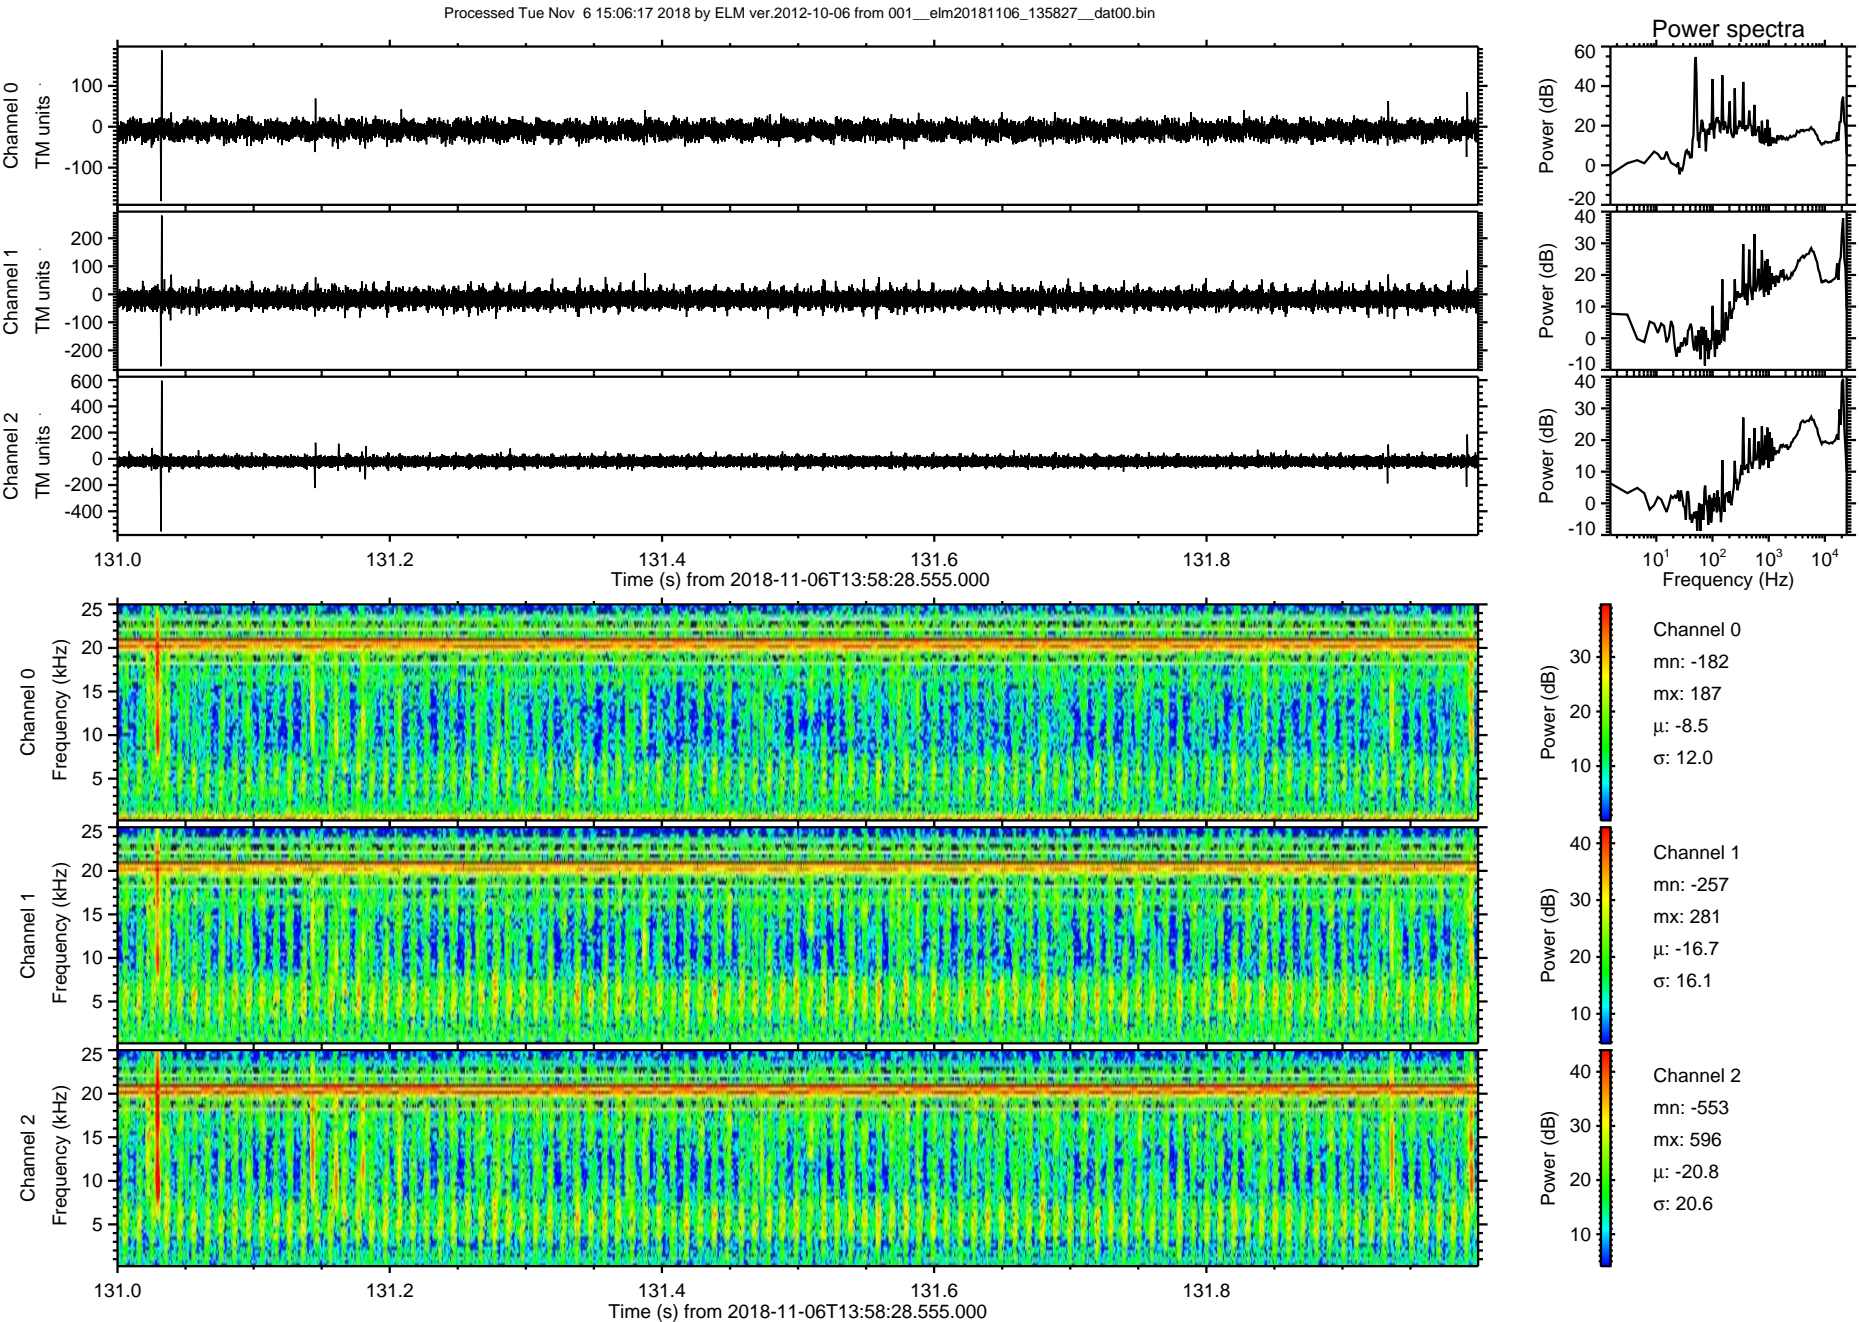 Processed Tue Nov  6 15:06:17 2018 by ELM ver.2012-10-06 from 001__elm20181106_135827__dat00.bin
Power spectra
Channel 0
TM units
100
0
-100
Power (dB)
60
40
20
0
-20
Channel 1
TM units
200
100
0
-100
-200
Power (dB)
40
30
20
10
0
-10
Channel 2
TM units
600
400
200
0
-200
-400
Power (dB)
40
30
20
10
0
-10
131.0 131.2 131.4 131.6 131.8
Time (s) from 2018-11-06T13:58:28.555.000
10^1 10^2 10^3 10^4
Frequency (Hz)
Channel 0
Frequency (kHz)
25
20
15
10
5
Power (dB)
30
20
10
Channel 0
mn: -182
mx: 187
μ: -8.5
σ: 12.0
Channel 1
Frequency (kHz)
25
20
15
10
5
Power (dB)
40
30
20
10
Channel 1
mn: -257
mx: 281
μ: -16.7
σ: 16.1
Channel 2
Frequency (kHz)
25
20
15
10
5
Power (dB)
40
30
20
10
Channel 2
mn: -553
mx: 596
μ: -20.8
σ: 20.6
131.0 131.2 131.4 131.6 131.8
Time (s) from 2018-11-06T13:58:28.555.000